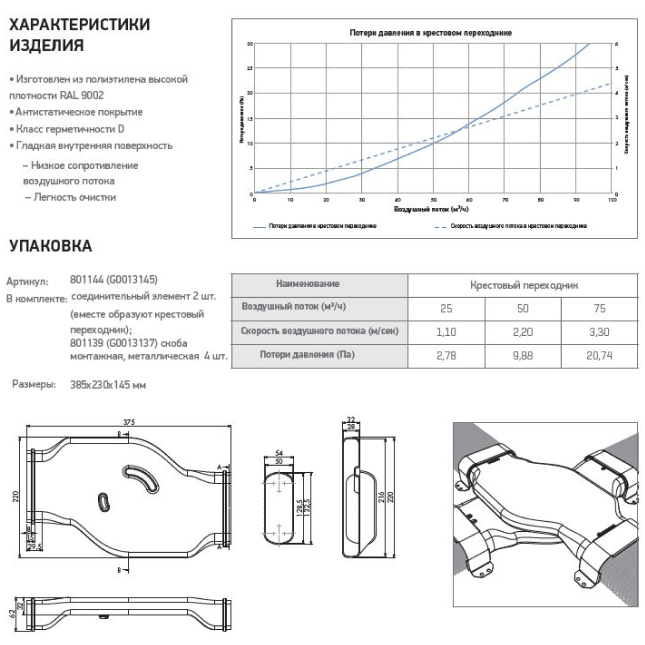 ХАРАКТЕРИСТИКИ
ИЗДЕЛИЯ
• Изготовлен из полиэтилена высокой
плотности RAL 9002
• Антистатическое покрытие
• Класс герметичности D
• Гладкая внутренняя поверхность
– Низкое сопротивление
воздушного потока
– Легкость очистки
Потери давления в крестовом переходнике
Потери давления (Па)
30
25
20
15
10
5
0
6
5
4
3
2
1
0
Скорость воздушного потока (м/сек)
0 10 20 30 40 50 60 70 80 90 100
Воздушный поток (м³/ч)
Потери давления в крестовом переходнике
Скорость воздушного потока в крестовом переходнике
УПАКОВКА
Артикул: 801144 (G0013145)
В комплекте: соединительный элемент 2 шт.
(вместе образуют крестовый
переходник);
801139 (G0013137) скоба
монтажная, металлическая 4 шт.
Размеры: 385х230х145 мм
Наименование Крестовый переходник
Воздушный поток (м³/ч) 25 50 75
Скорость воздушного потока (м/сек) 1,10 2,20 3,30
Потери давления (Па) 2,78 9,88 20,74
375
B
A
220
29,5
A
B
54
50
128,5
132,5
32
28
216
220
62
32